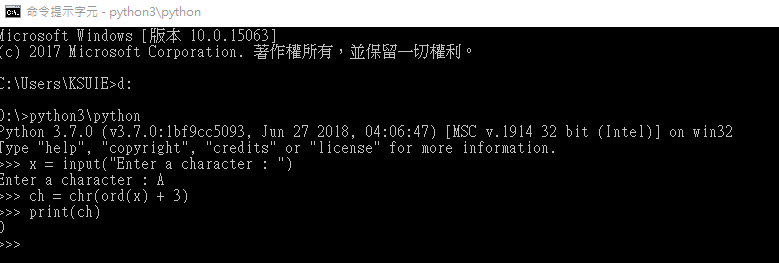 命令提示字元 - python3\python
Microsoft Windows [版本 10.0.15063]
(c) 2017 Microsoft Corporation. 著作權所有，並保留一切權利。
C:\Users\KSUIE>d:
D:\>python3\python
Python 3.7.0 (v3.7.0:1bf9cc5093, Jun 27 2018, 04:06:47) [MSC v.1914 32 bit (Intel)] on win32
Type "help", "copyright", "credits" or "license" for more information.
>>> x = input("Enter a character : ")
Enter a character : A
>>> ch = chr(ord(x) + 3)
>>> print(ch)
D
>>>